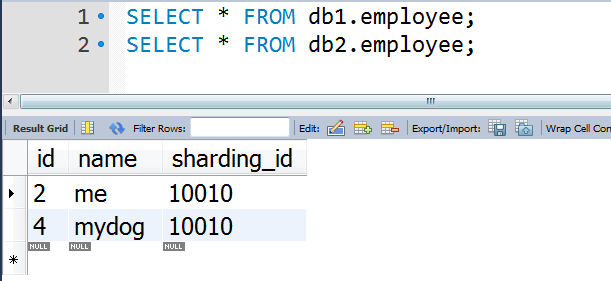 1 SELECT * FROM db1.employee;
2 SELECT * FROM db2.employee;
Result Grid Filter Rows: Edit: Export/Import: Wrap Cell Con
id name sharding_id
2 me 10010
4 mydog 10010
NULL NULL NULL